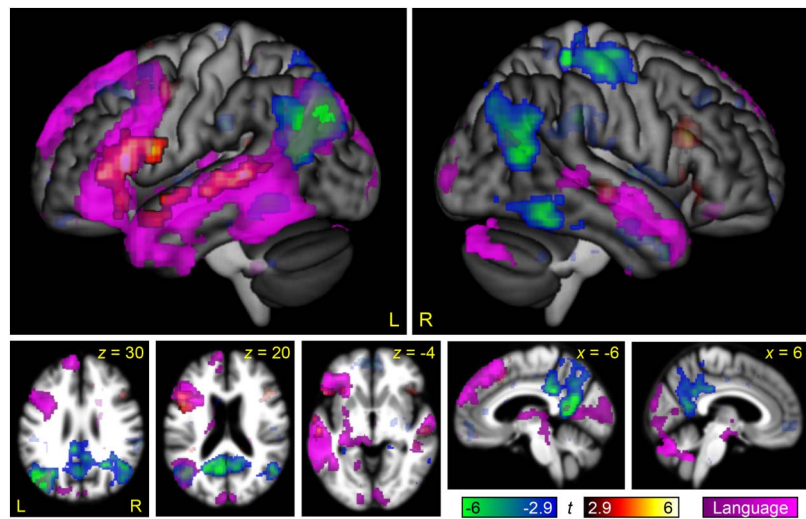 L
R
z = 30
z = 20
z = -4
x = -6
x = 6
L
R
-6
-2.9
t
2.9
6
Language